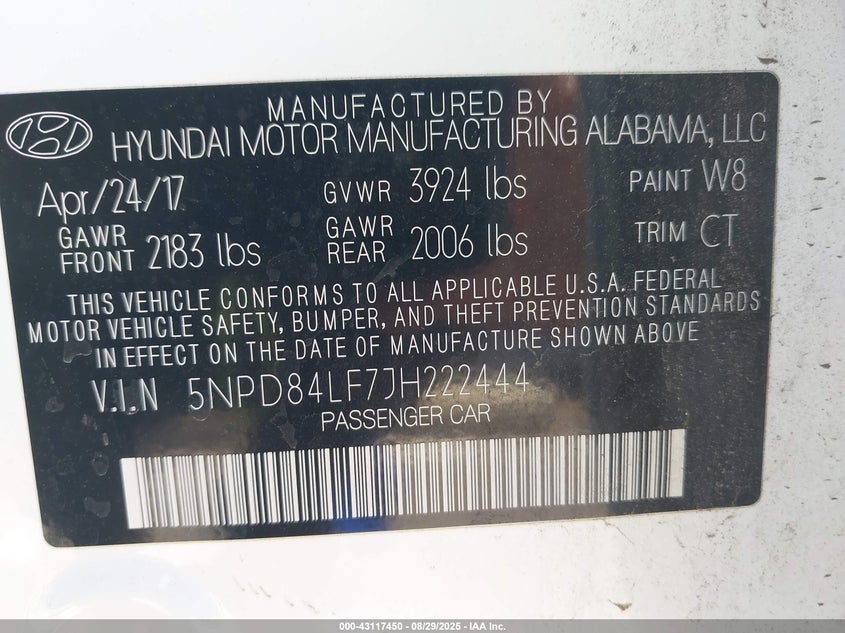 MANUFACTURED BY
HYUNDAI MOTOR MANUFACTURING ALABAMA, LLC
Apr/24/17 GVWR 3924 lbs PAINT W8
GAWR FRONT 2183 lbs GAWR REAR 2006 lbs TRIM CT
THIS VEHICLE CONFORMS TO ALL APPLICABLE U.S.A. FEDERAL
MOTOR VEHICLE SAFETY, BUMPER, AND THEFT PREVENTION STANDARDS
IN EFFECT ON THE DATE OF MANUFACTURE SHOWN ABOVE
V.I.N 5NPD84LF7JH222444
PASSENGER CAR
000-43117450 - 08/29/2025 - IAA Inc.